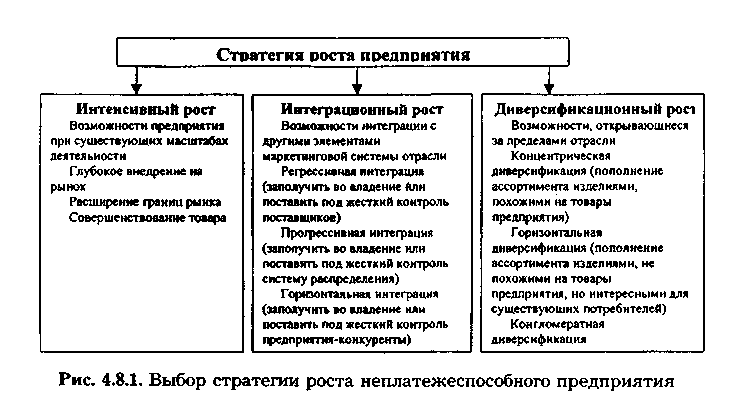 Стратегия роста предприятия
Интенсивный рост
Возможности предприятия
при существующих масштабах
деятельности
Глубокое внедрение на
рынок
Расширение границ рынка
Совершенствование товара
Интеграционный рост
Возможности интеграции с
другими элементами
маркетинговой системы отрасли
Регрессивная интеграция
(заполучить во владение или
поставить под жесткий контроль
поставщиков)
Прогрессивная интеграция
(заполучить во владение или
поставить под жесткий контроль
систему распределения)
Горизонтальная интеграция
(заполучить во владение или
поставить под жесткий контроль
предприятия-конкуренты)
Диверсификационный рост
Возможности, открывающиеся
за пределами отрасли
Концентрическая
диверсификация (пополнение
ассортимента изделиями,
похожими на товары
предприятия)
Горизонтальная
диверсификация (пополнение
ассортимента изделиями, не
похожими на товары
предприятия, но интересными для
существующих потребителей)
Конгломератная
диверсификация
Рис. 4.8.1. Выбор стратегии роста неплатежеспособного предприятия